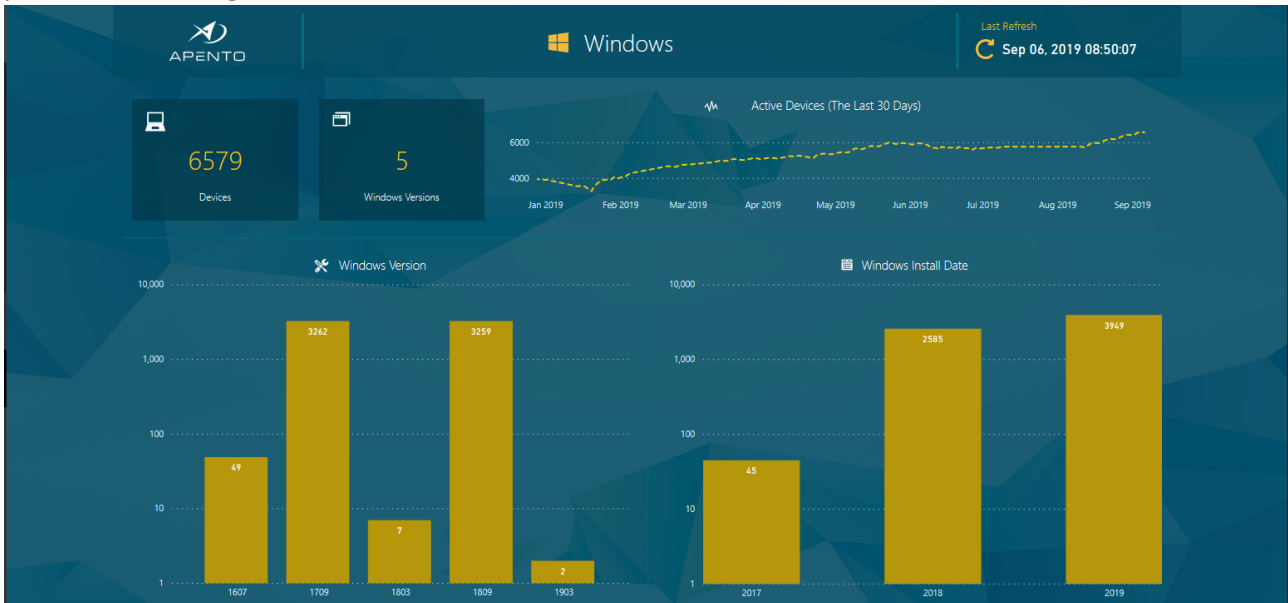 APENTO
Windows
Last Refresh
Sep 06, 2019 08:50:07
6579
Devices
5
Windows Versions
Active Devices (The Last 30 Days)
6000
4000
Jan 2019 Feb 2019 Mar 2019 Apr 2019 May 2019 Jun 2019 Jul 2019 Aug 2019 Sep 2019
Windows Version
10,000
1,000
100
10
1
49
3262
7
3259
2
1607 1709 1803 1809 1903
Windows Install Date
10,000
1,000
100
10
1
45
2585
3949
2017 2018 2019